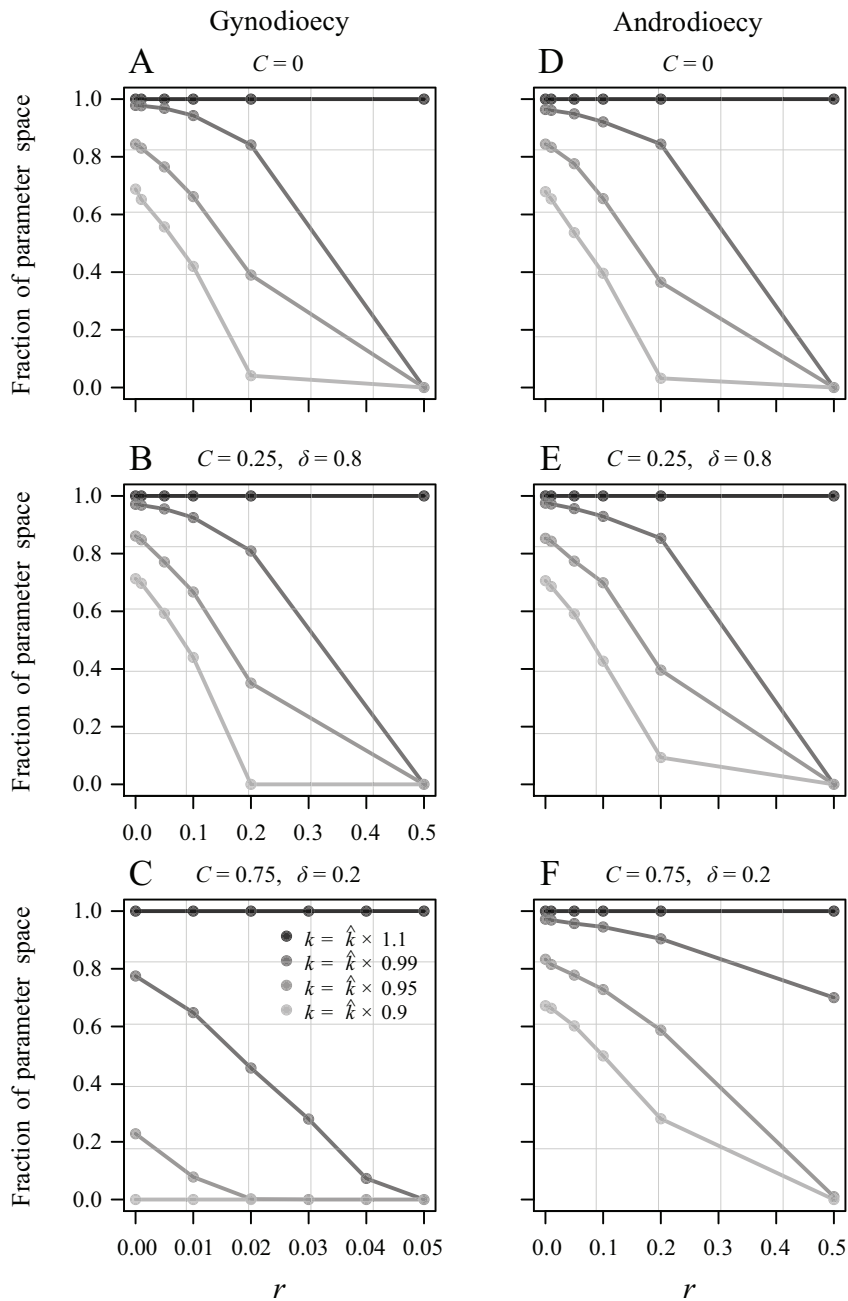 Gynodioecy
Androdioecy
A
C = 0
Fraction of parameter space
1.0
0.8
0.6
0.4
0.2
0.0
D
C = 0
B
C = 0.25, δ = 0.8
Fraction of parameter space
1.0
0.8
0.6
0.4
0.2
0.0
0.0 0.1 0.2 0.3 0.4 0.5
E
C = 0.25, δ = 0.8
C
C = 0.75, δ = 0.2
Fraction of parameter space
1.0
0.8
0.6
0.4
0.2
0.0
k = k̂ × 1.1
k = k̂ × 0.99
k = k̂ × 0.95
k = k̂ × 0.9
0.00 0.01 0.02 0.03 0.04 0.05
r
F
C = 0.75, δ = 0.2
0.0 0.1 0.2 0.3 0.4 0.5
r